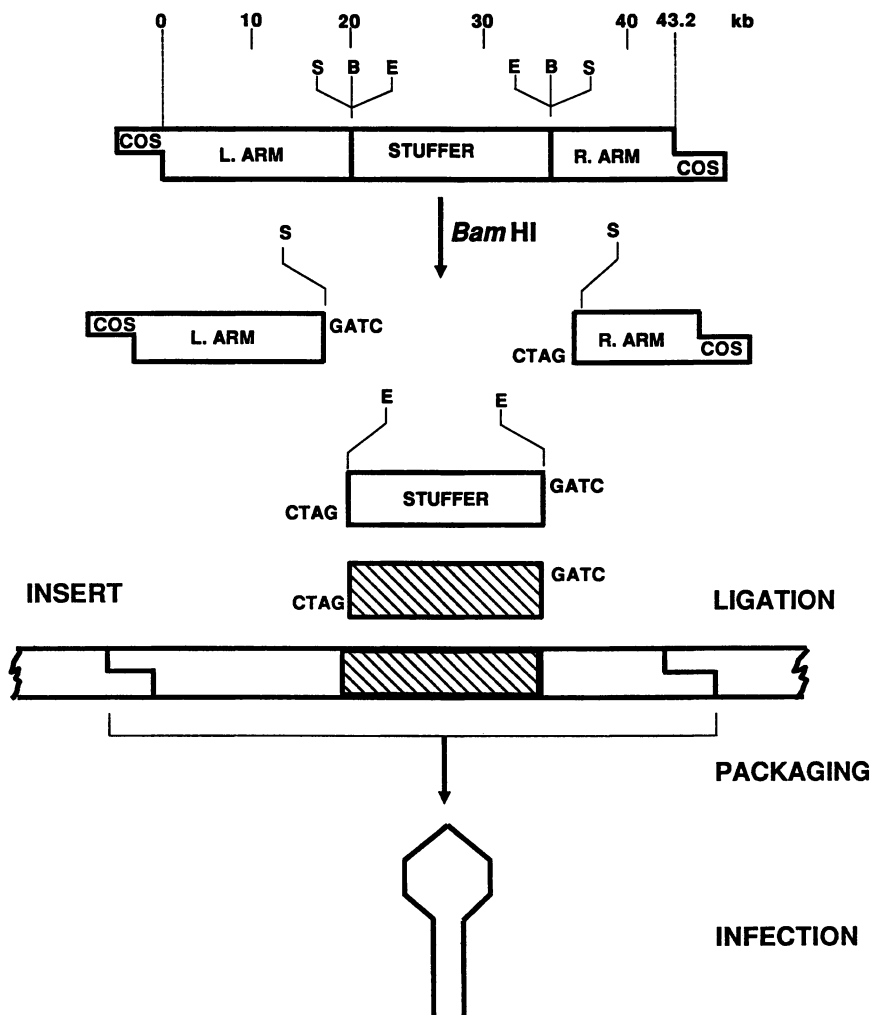 0 10 20 30 40 43.2 kb
S B E E B S
COS L. ARM STUFFER R. ARM COS
Bam HI
S S
COS L. ARM GATC CTAG R. ARM COS
E E
CTAG STUFFER GATC
INSERT CTAG GATC LIGATION
PACKAGING
INFECTION